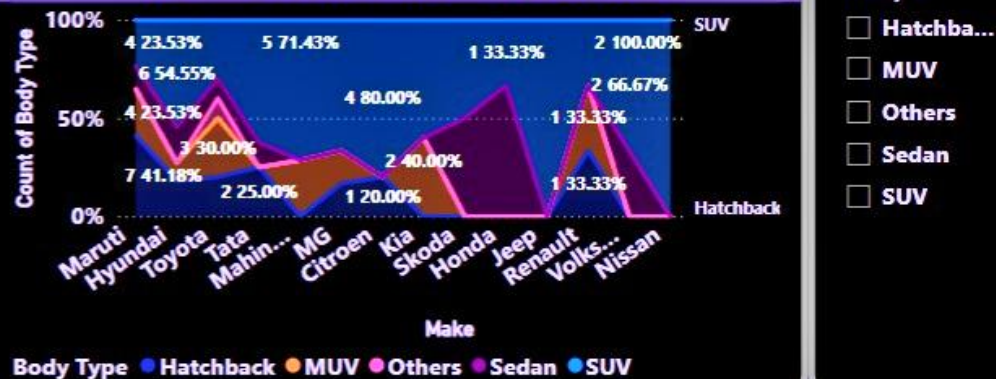 100%
50%
0%
Count of Body Type
4 23.53%
5 71.43%
1 33.33%
2 100.00%
6 54.55%
2 66.67%
4 80.00%
4 23.53%
1 33.33%
3 30.00%
2 40.00%
7 41.18%
2 25.00%
1 20.00%
1 33.33%
SUV
Hatchback
Maruti
Hyundai
Toyota
Tata
Mahin...
MG
Citroen
Kia
Skoda
Honda
Jeep
Renault
Volks...
Nissan
Make
Body Type Hatchback MUV Others Sedan SUV
Hatchba...
MUV
Others
Sedan
SUV